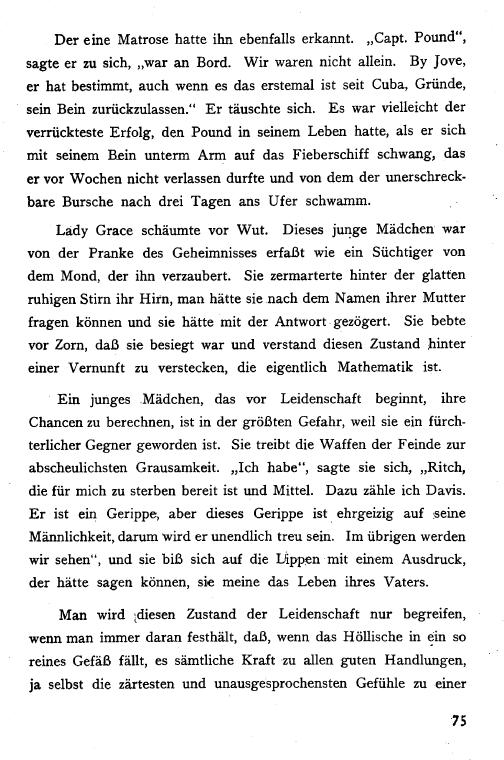 Der eine Matrose hatte ihn ebenfalls erkannt. „Capt. Pound“,
sagte er zu sich, „war an Bord. Wir waren nicht allein. By Jove,
er hat bestimmt, auch wenn es das erstemal ist seit Cuba, Gründe,
sein Bein zurückzulassen.“ Er täuschte sich. Es war vielleicht der
verrückteste Erfolg, den Pound in seinem Leben hatte, als er sich
mit seinem Bein unterm Arm auf das Fieberschiff schwang, das
er vor Wochen nicht verlassen durfte und von dem der unerschreck-
bare Bursche nach drei Tagen ans Ufer schwamm.
Lady Grace schäumte vor Wut. Dieses junge Mädchen war
von der Pranke des Geheimnisses erfaßt wie ein Süchtiger von
dem Mond, der ihn verzaubert. Sie zermarterte hinter der glatten
ruhigen Stirn ihr Hirn, man hätte sie nach dem Namen ihrer Mutter
fragen können und sie hätte mit der Antwort gezögert. Sie bebte
vor Zorn, daß sie besiegt war und verstand diesen Zustand hinter
einer Vernunft zu verstecken, die eigentlich Mathematik ist.
Ein junges Mädchen, das vor Leidenschaft beginnt, ihre
Chancen zu berechnen, ist in der größten Gefahr, weil sie ein fürch-
terlicher Gegner geworden ist. Sie treibt die Waffen der Feinde zur
abscheulichsten Grausamkeit. „Ich habe“, sagte sie sich, „Ritch,
die für mich zu sterben bereit ist und Mittel. Dazu zähle ich Davis.
Er ist ein Gerippe, aber dieses Gerippe ist ehrgeizig auf seine
Männlichkeit, darum wird er unendlich treu sein. Im übrigen werden
wir sehen“, und sie biß sich auf die Lippen mit einem Ausdruck,
der hätte sagen können, sie meine das Leben ihres Vaters.
Man wird diesen Zustand der Leidenschaft nur begreifen,
wenn man immer daran festhält, daß, wenn das Höllische in ein so
reines Gefäß fällt, es sämtliche Kraft zu allen guten Handlungen,
ja selbst die zärtesten und unausgesprochensten Gefühle zu einer
75